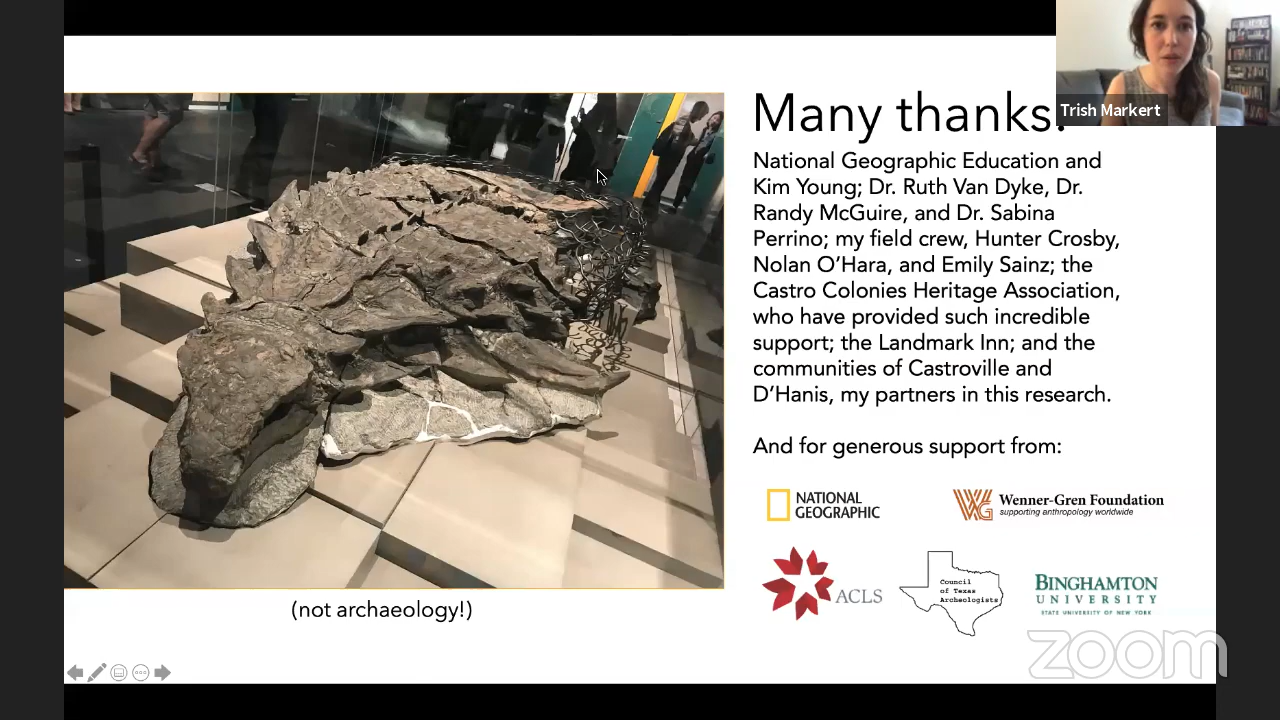 Trish Markert
Many thanks!
National Geographic Education and
Kim Young; Dr. Ruth Van Dyke, Dr.
Randy McGuire, and Dr. Sabina
Perrino; my field crew, Hunter Crosby,
Nolan O’Hara, and Emily Sainz; the
Castro Colonies Heritage Association,
who have provided such incredible
support; the Landmark Inn; and the
communities of Castroville and
D’Hanis, my partners in this research.
And for generous support from:
NATIONAL
GEOGRAPHIC
WG
Wenner-Gren Foundation
supporting anthropology worldwide
ACLS
Council
of Texas
Archeologists
BINGHAMTON
UNIVERSITY
STATE UNIVERSITY OF NEW YORK
(not archaeology!)
zoom